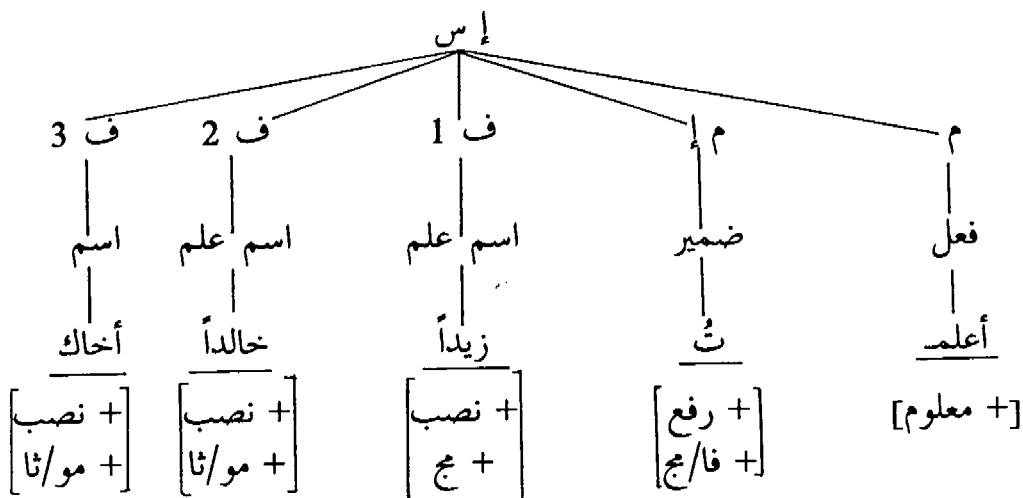 إ س
م م إ ف 1 ف 2 ف 3
فعل ضمير اسم علم اسم علم اسم
أعلمـ تُ زيداً خالداً أخاك
[+ معلوم] [+ رفع [+ نصب [+ نصب [+ نصب
+ فا/مج] + مج] + مو/ثا] + مو/ثا]